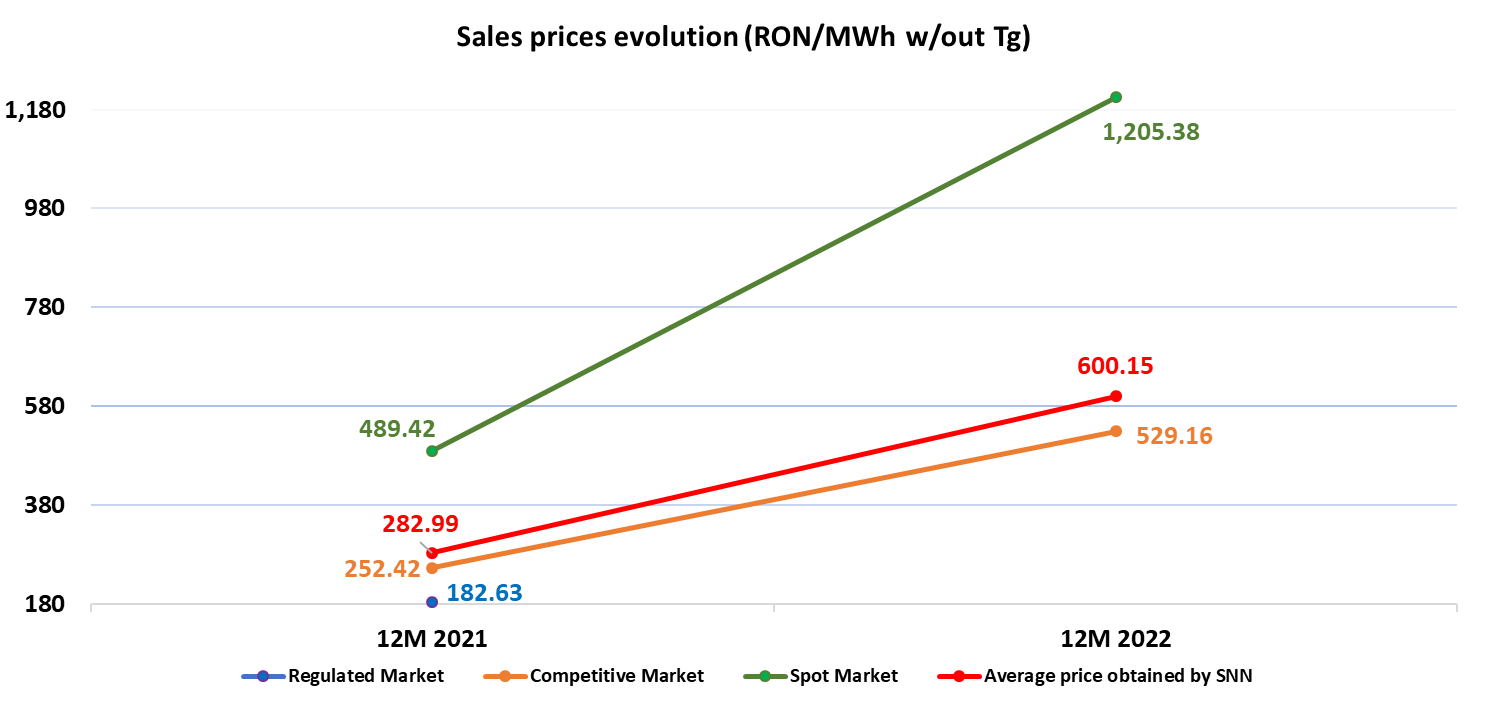 Sales prices evolution (RON/MWh w/out Tg)
1,180
1,205.38
980
780
600.15
580
489.42
529.16
380
282.99
252.42
182.63
180
12M 2021
12M 2022
Regulated Market
Competitive Market
Spot Market
Average price obtained by SNN